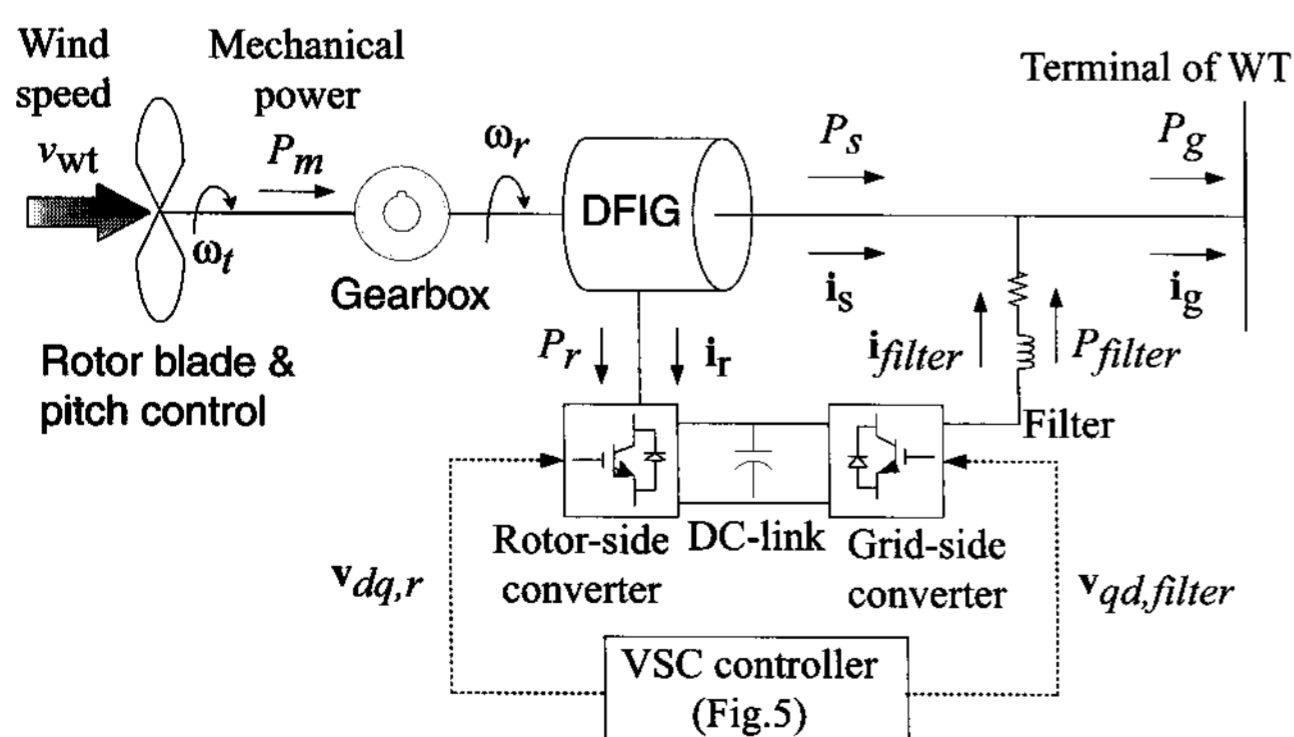 Wind
speed
v_wt
Mechanical
power
P_m
ω_t
ω_r
Gearbox
DFIG
P_s
i_s
Terminal of WT
P_g
i_g
Rotor blade &
pitch control
P_r
i_r
i_filter
P_filter
Filter
Rotor-side
converter
DC-link
Grid-side
converter
v_dq,r
v_qd,filter
VSC controller
(Fig.5)